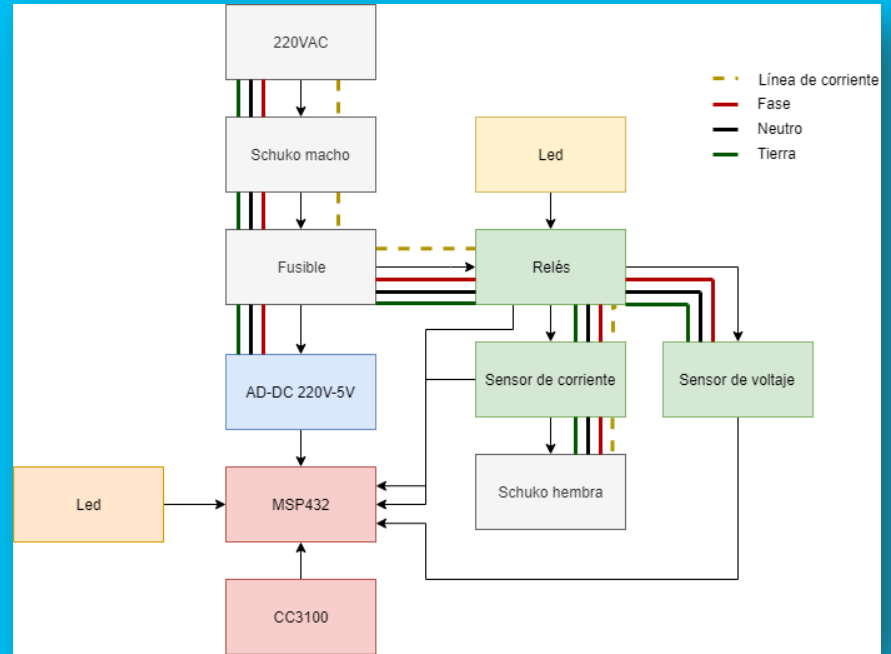 220VAC
Línea de corriente
Fase
Neutro
Tierra
Schuko macho
Led
Fusible
Relés
AD-DC 220V-5V
Sensor de corriente
Sensor de voltaje
Led
MSP432
Schuko hembra
CC3100